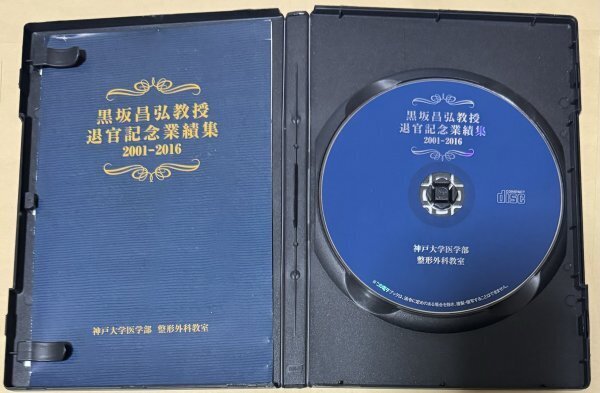 黒坂昌弘教授
退官記念業績集
2001-2016
神戸大学医学部 整形外科教室
黒坂昌弘教授
退官記念業績集
2001-2016
COMPACT
disc
神戸大学医学部
整形外科教室